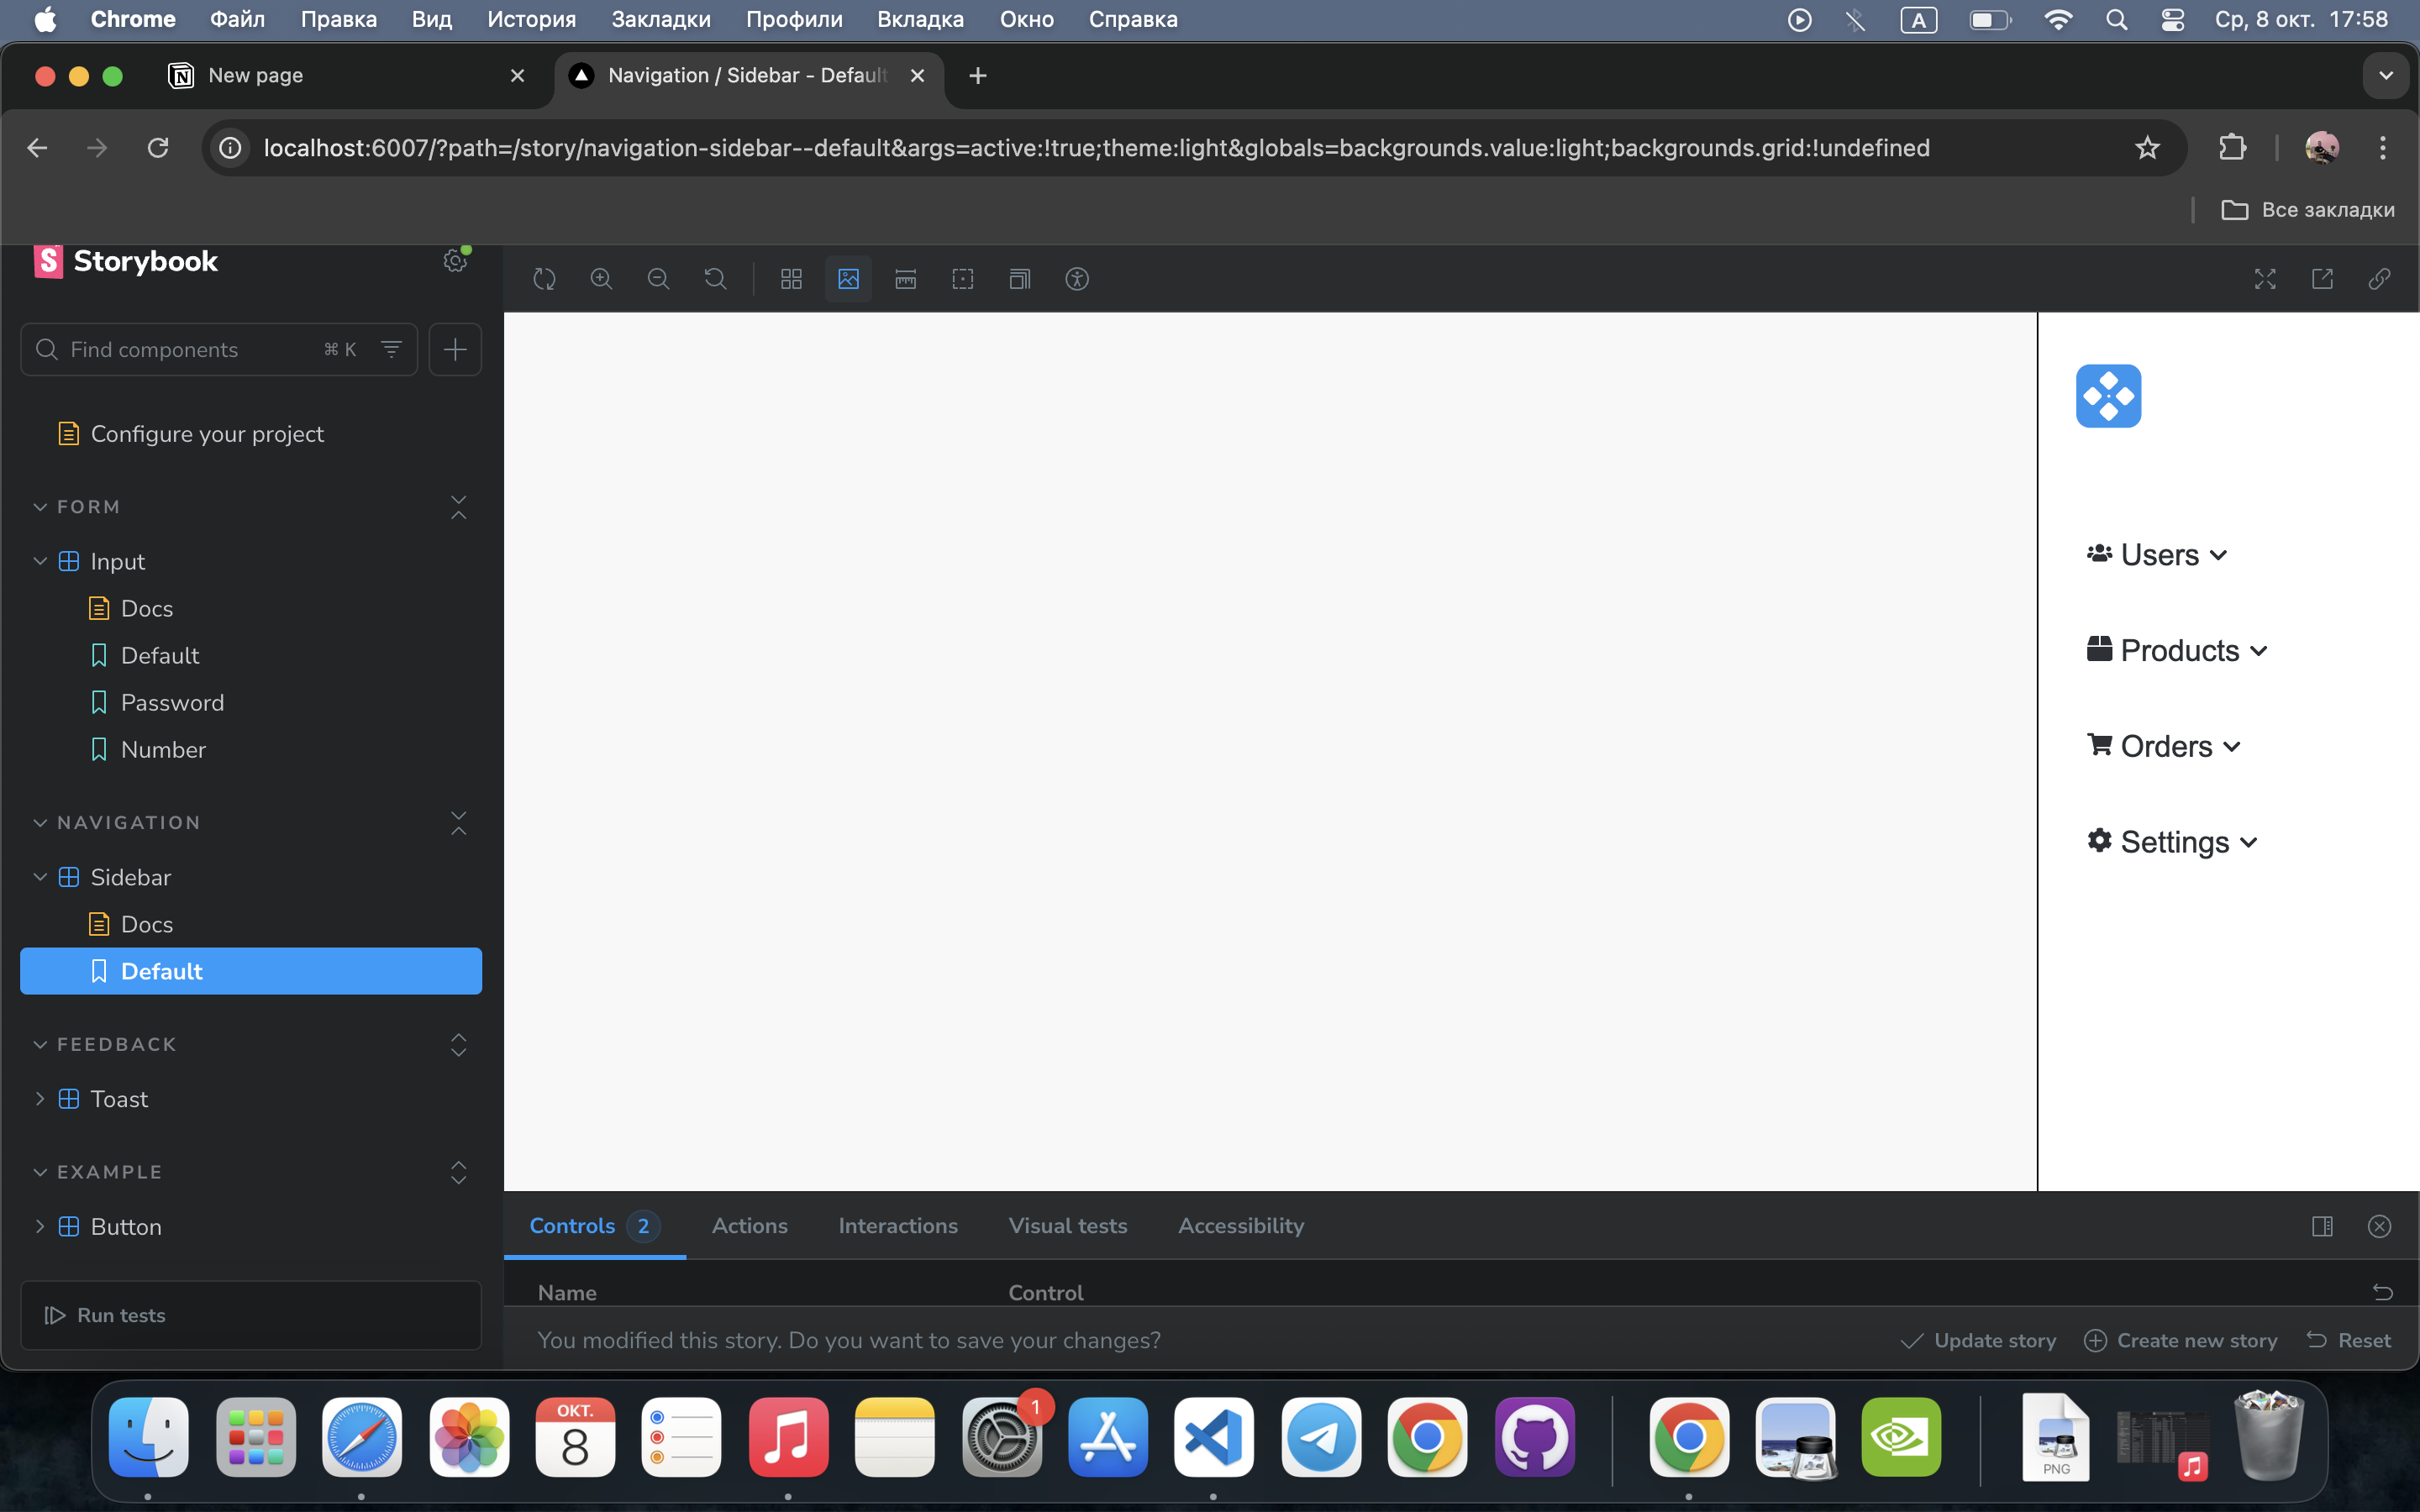 Chrome Файл Правка Вид История Закладки Профили Вкладка Окно Справка A Ср, 8 окт. 17:58
New page Navigation / Sidebar - Default
localhost:6007/?path=/story/navigation-sidebar--default&args=active:!true;theme:light&globals=backgrounds.value:light;backgrounds.grid:!undefined
Все закладки
S Storybook
Find components ⌘ K
Configure your project
FORM
Input
Docs
Default
Password
Number
NAVIGATION
Sidebar
Docs
Default
FEEDBACK
Toast
EXAMPLE
Button
Run tests
Users
Products
Orders
Settings
Controls 2 Actions Interactions Visual tests Accessibility
Name Control
You modified this story. Do you want to save your changes? Update story Create new story Reset
ОКТ.
8
1
PNG